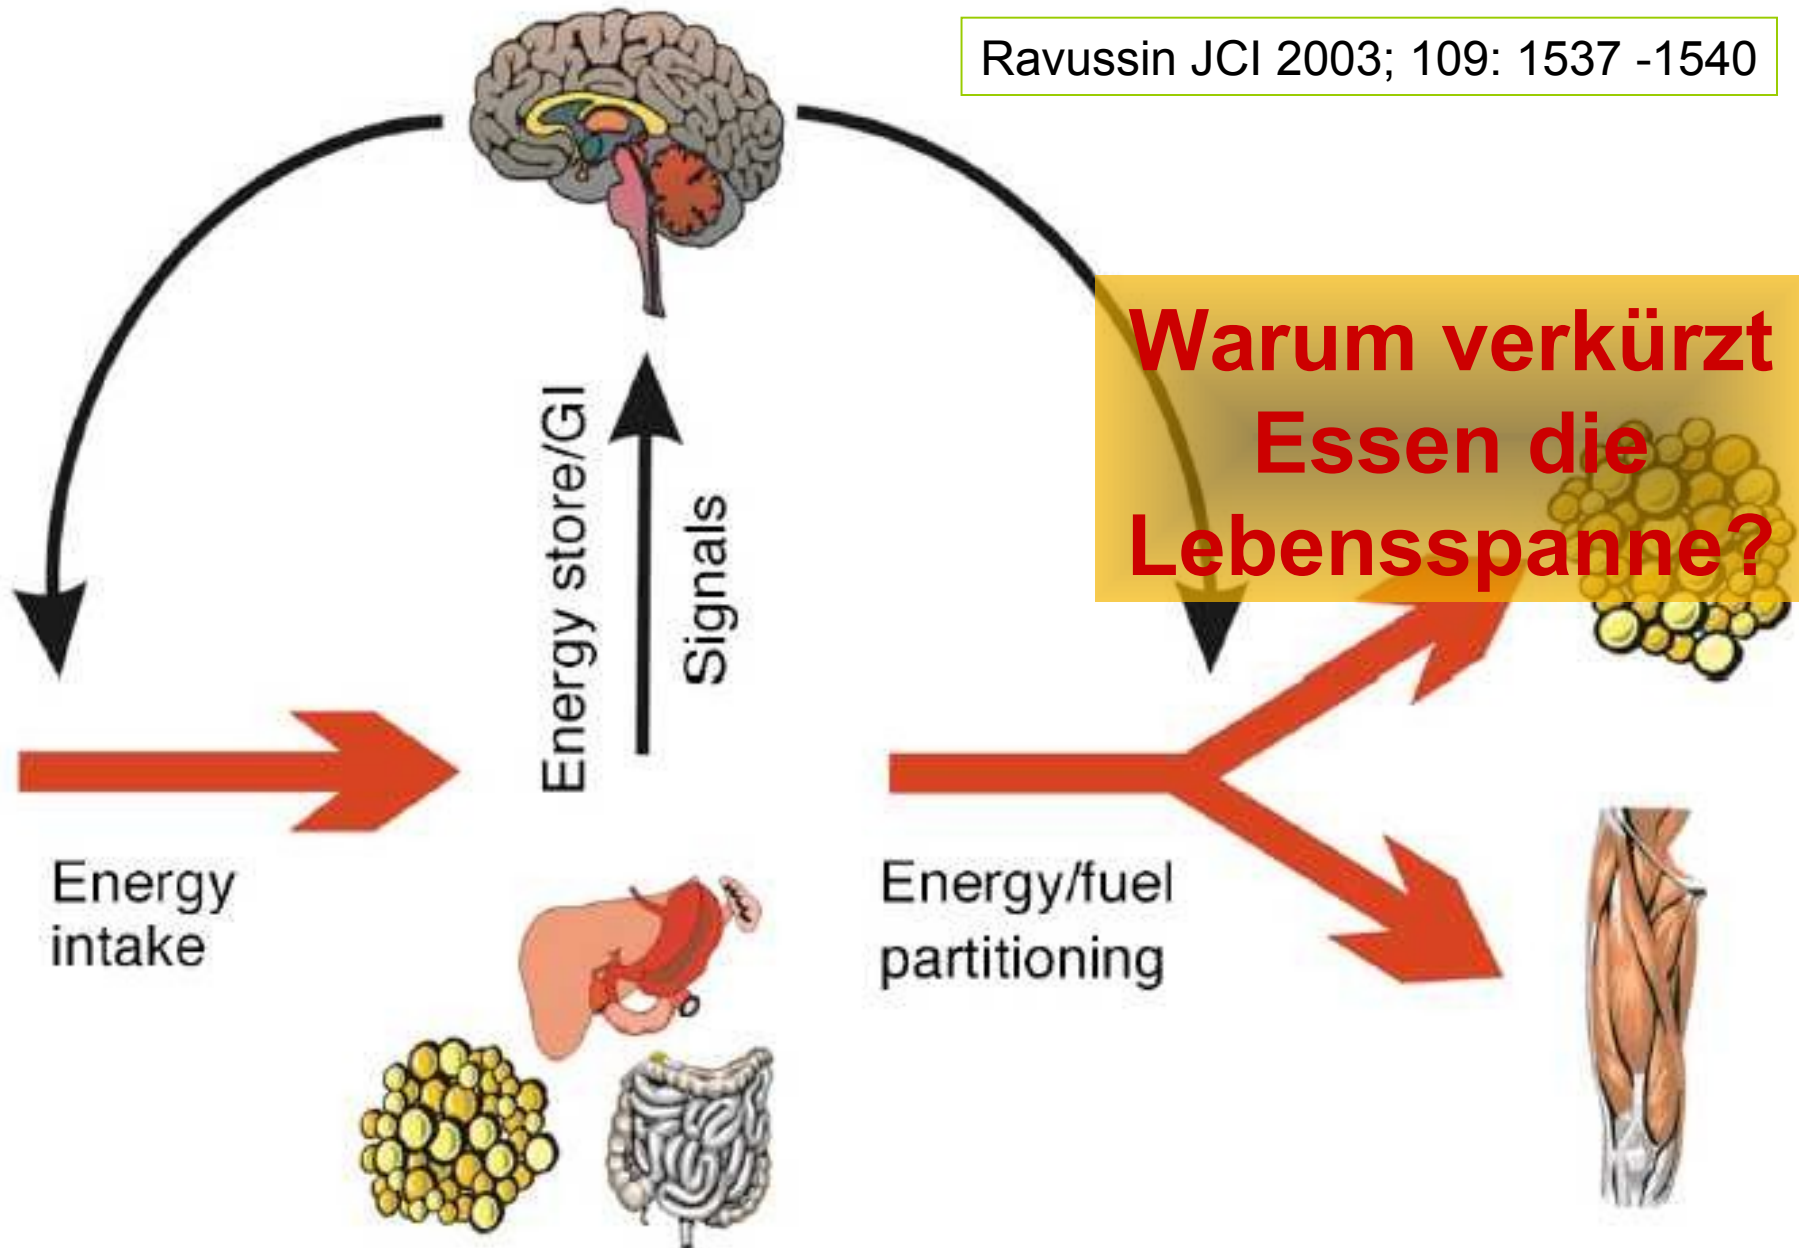 Ravussin JCI 2003; 109: 1537 -1540
Warum verkürzt
Essen die
Lebensspanne?
Energy store/GI
Signals
Energy
intake
Energy/fuel
partitioning